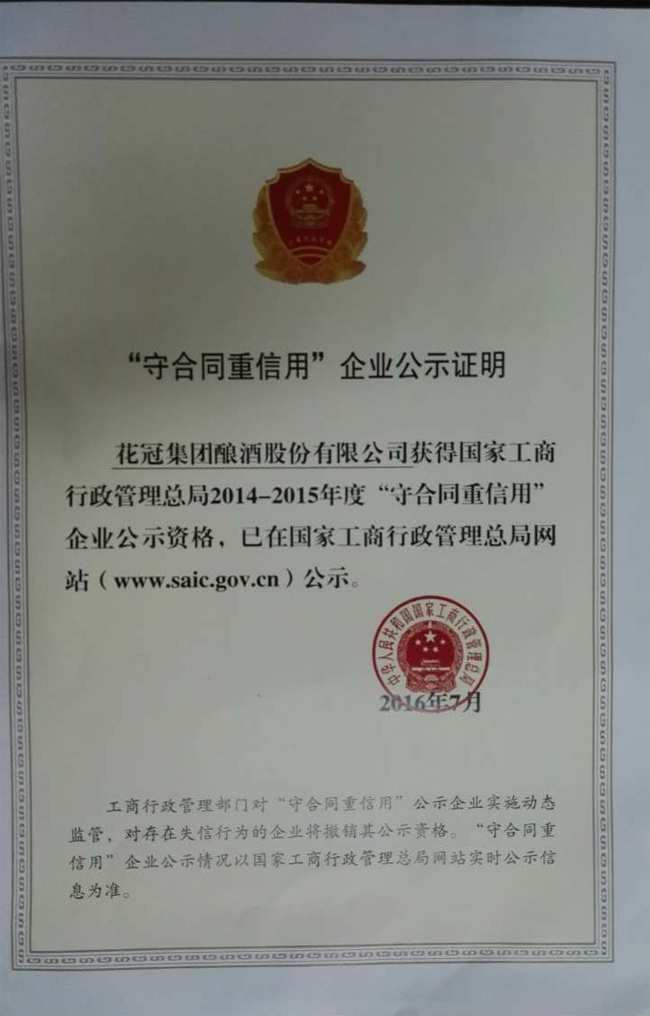 “守合同重信用”企业公示证明
花冠集团酿酒股份有限公司获得国家工商
行政管理总局2014-2015年度“守合同重信用”
企业公示资格，已在国家工商行政管理总局网
站（www.saic.gov.cn）公示。
中华人民共和国国家工商行政管理总局
2016年7月
工商行政管理部门对“守合同重信用”公示企业实施动态
监管，对存在失信行为的企业将撤销其公示资格。“守合同重
信用”企业公示情况以国家工商行政管理总局网站实时公示信
息为准。